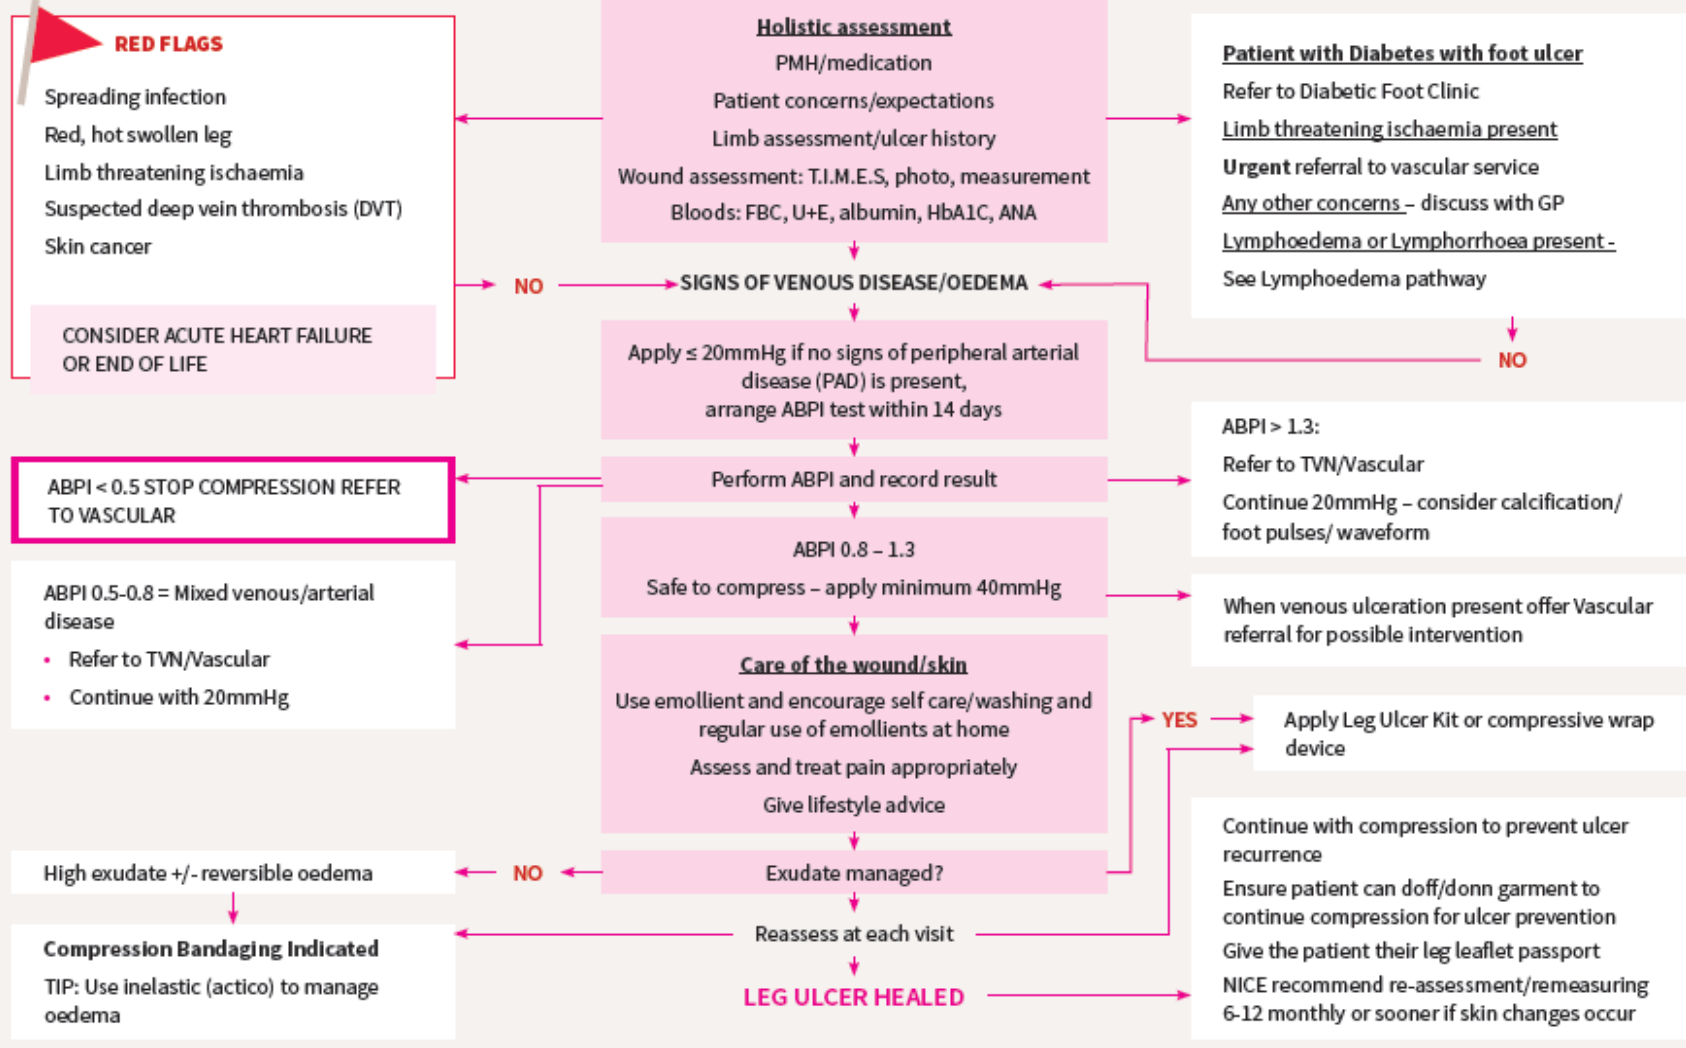 RED FLAGS
Spreading infection
Red, hot swollen leg
Limb threatening ischaemia
Suspected deep vein thrombosis (DVT)
Skin cancer
CONSIDER ACUTE HEART FAILURE
OR END OF LIFE
Holistic assessment
PMH/medication
Patient concerns/expectations
Limb assessment/ulcer history
Wound assessment: T.I.M.E.S, photo, measurement
Bloods: FBC, U+E, albumin, HbA1C, ANA
Patient with Diabetes with foot ulcer
Refer to Diabetic Foot Clinic
Limb threatening ischaemia present
Urgent referral to vascular service
Any other concerns – discuss with GP
Lymphoedema or Lymphorrhoea present -
See Lymphoedema pathway
NO
SIGNS OF VENOUS DISEASE/OEDEMA
NO
Apply ≤ 20mmHg if no signs of peripheral arterial
disease (PAD) is present,
arrange ABPI test within 14 days
Perform ABPI and record result
ABPI < 0.5 STOP COMPRESSION REFER
TO VASCULAR
ABPI 0.5-0.8 = Mixed venous/arterial
disease
• Refer to TVN/Vascular
• Continue with 20mmHg
ABPI > 1.3:
Refer to TVN/Vascular
Continue 20mmHg – consider calcification/
foot pulses/ waveform
ABPI 0.8 – 1.3
Safe to compress – apply minimum 40mmHg
When venous ulceration present offer Vascular
referral for possible intervention
Care of the wound/skin
Use emollient and encourage self care/washing and
regular use of emollients at home
Assess and treat pain appropriately
Give lifestyle advice
YES
Apply Leg Ulcer Kit or compressive wrap
device
Exudate managed?
NO
High exudate +/- reversible oedema
Compression Bandaging Indicated
TIP: Use inelastic (actico) to manage
oedema
Reassess at each visit
LEG ULCER HEALED
Continue with compression to prevent ulcer
recurrence
Ensure patient can doff/donn garment to
continue compression for ulcer prevention
Give the patient their leg leaflet passport
NICE recommend re-assessment/remeasuring
6-12 monthly or sooner if skin changes occur